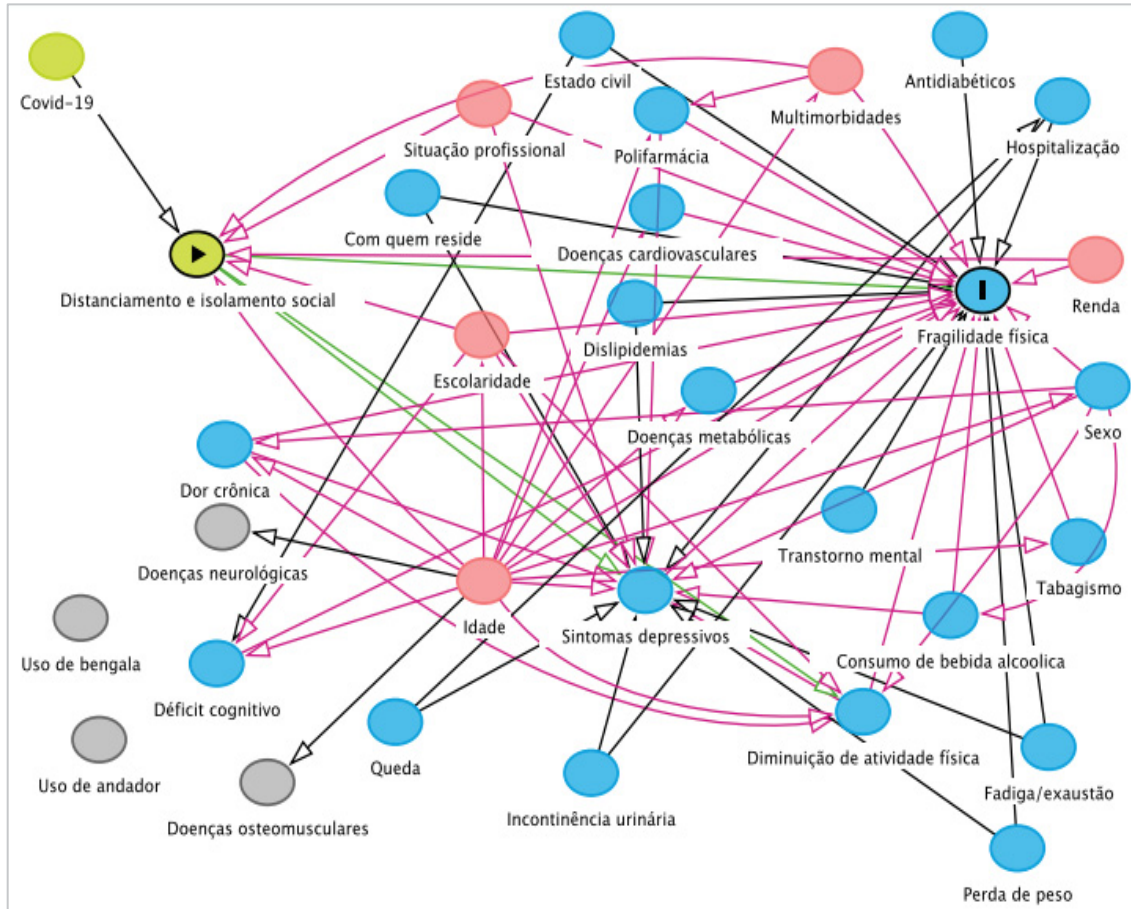 Covid-19
Estado civil
Antidiabéticos
Multimorbidades
Situação profissional
Polifarmácia
Hospitalização
Com quem reside
Doenças cardiovasculares
Distanciamento e isolamento social
Renda
Fragilidade física
Dislipidemias
Escolaridade
Doenças metabólicas
Sexo
Dor crônica
Transtorno mental
Doenças neurológicas
Tabagismo
Idade
Sintomas depressivos
Uso de bengala
Consumo de bebida alcoolica
Déficit cognitivo
Queda
Diminuição de atividade física
Uso de andador
Fadiga/exaustão
Incontinência urinária
Doenças osteomusculares
Perda de peso